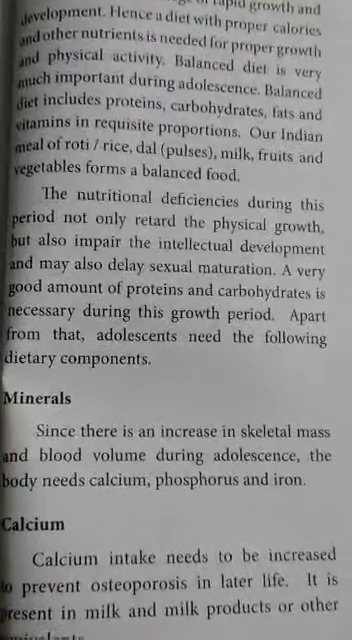 rapid growth and
development. Hence a diet with proper calories
and other nutrients is needed for proper growth
and physical activity. Balanced diet is very
much important during adolescence. Balanced
diet includes proteins, carbohydrates, fats and
vitamins in requisite proportions. Our Indian
meal of roti / rice, dal (pulses), milk, fruits and
vegetables forms a balanced food.
The nutritional deficiencies during this
period not only retard the physical growth,
but also impair the intellectual development
and may also delay sexual maturation. A very
good amount of proteins and carbohydrates is
necessary during this growth period. Apart
from that, adolescents need the following
dietary components.
Minerals
Since there is an increase in skeletal mass
and blood volume during adolescence, the
body needs calcium, phosphorus and iron.
Calcium
Calcium intake needs to be increased
to prevent osteoporosis in later life. It is
present in milk and milk products or other